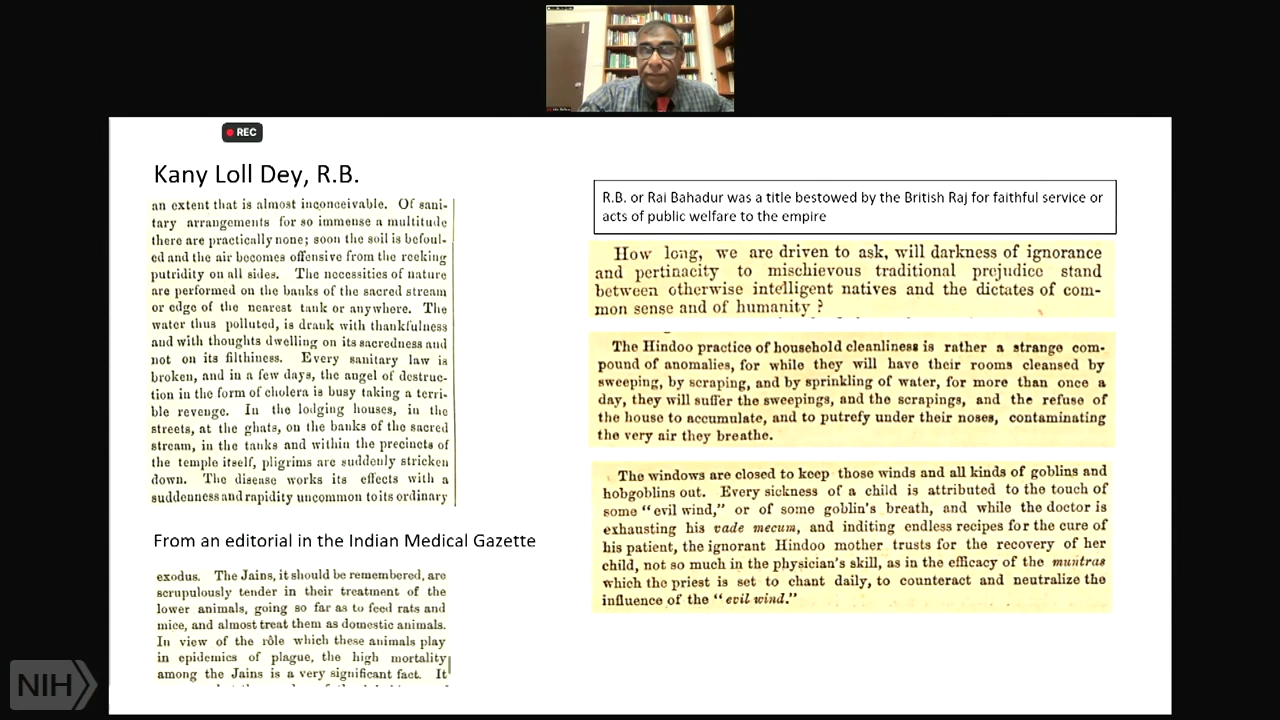 REC
Kany Loll Dey, R.B.
an extent that is almost inconceivable. Of sani-
tary arrangements for so immense a multitude
there are practically none; soon the soil is befoul-
ed and the air becomes offensive from the reeking
putridity on all sides. The necessities of nature
are performed on the banks of the sacred stream
or edge of the nearest tank or anywhere. The
water thus polluted, is drank with thankfulness
and with thoughts dwelling on its sacredness and
not on its filthiness. Every sanitary law is
broken, and in a few days, the angel of destruc-
tion in the form of cholera is busy taking a terri-
ble revenge. In the lodging houses, in the
streets, at the ghats, on the banks of the sacred
stream, in the tanks and within the precincts of
the temple itself, pligrims are suddenly stricken
down. The disease works its effects with a
suddenness and rapidity uncommon to its ordinary
From an editorial in the Indian Medical Gazette
exodus. The Jains, it should be remembered, are
scrupulously tender in their treatment of the
lower animals, going so far as to feed rats and
mice, and almost treat them as domestic animals.
In view of the rôle which these animals play
in epidemics of plague, the high mortality
among the Jains is a very significant fact. It
R.B. or Rai Bahadur was a title bestowed by the British Raj for faithful service or
acts of public welfare to the empire
How long, we are driven to ask, will darkness of ignorance
and pertinacity to mischievous traditional prejudice stand
between otherwise intelligent natives and the dictates of com-
mon sense and of humanity ?
The Hindoo practice of household cleanliness is rather a strange com-
pound of anomalies, for while they will have their rooms cleansed by
sweeping, by scraping, and by sprinkling of water, for more than once a
day, they will suffer the sweepings, and the scrapings, and the refuse of
the house to accumulate, and to putrefy under their noses, contaminating
the very air they breathe.
The windows are closed to keep those winds and all kinds of goblins and
hobgoblins out. Every sickness of a child is attributed to the touch of
some "evil wind," or of some goblin's breath, and while the doctor is
exhausting his vade mecum, and inditing endless recipes for the cure of
his patient, the ignorant Hindoo mother trusts for the recovery of her
child, not so much in the physician's skill, as in the efficacy of the muntras
which the priest is set to chant daily, to counteract and neutralize the
influence of the "evil wind."
NIH